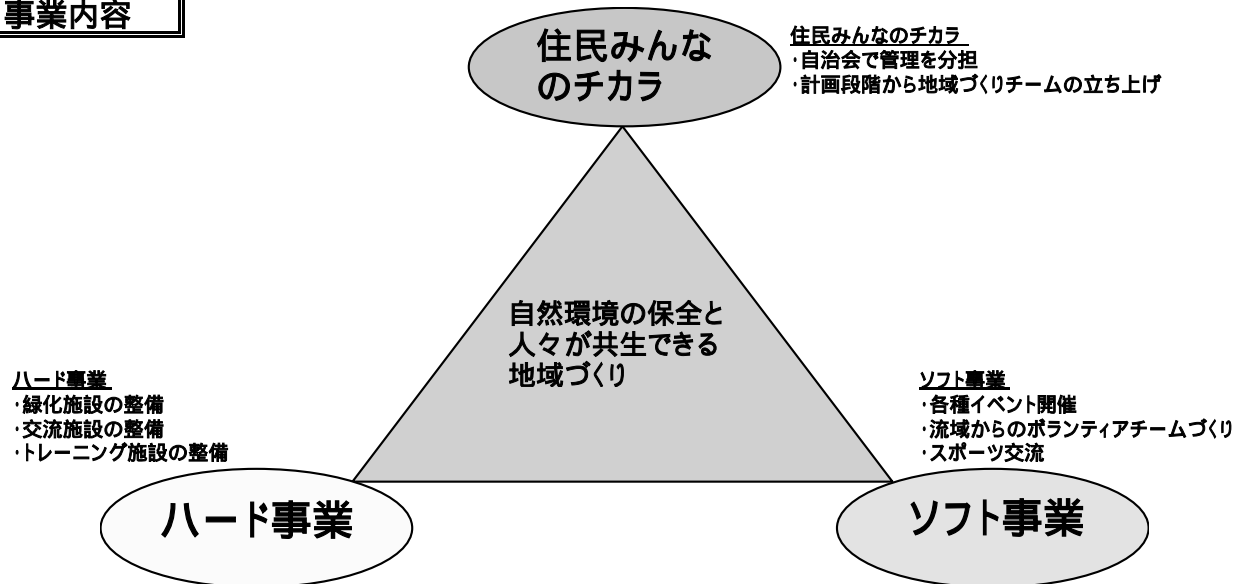 事業内容
住民みんな
のチカラ
住民みんなのチカラ
・自治会で管理を分担
・計画段階から地域づくりチームの立ち上げ
自然環境の保全と
人々が共生できる
地域づくり
ハード事業
・緑化施設の整備
・交流施設の整備
・トレーニング施設の整備
ソフト事業
・各種イベント開催
・流域からのボランティアチームづくり
・スポーツ交流
ハード事業
ソフト事業